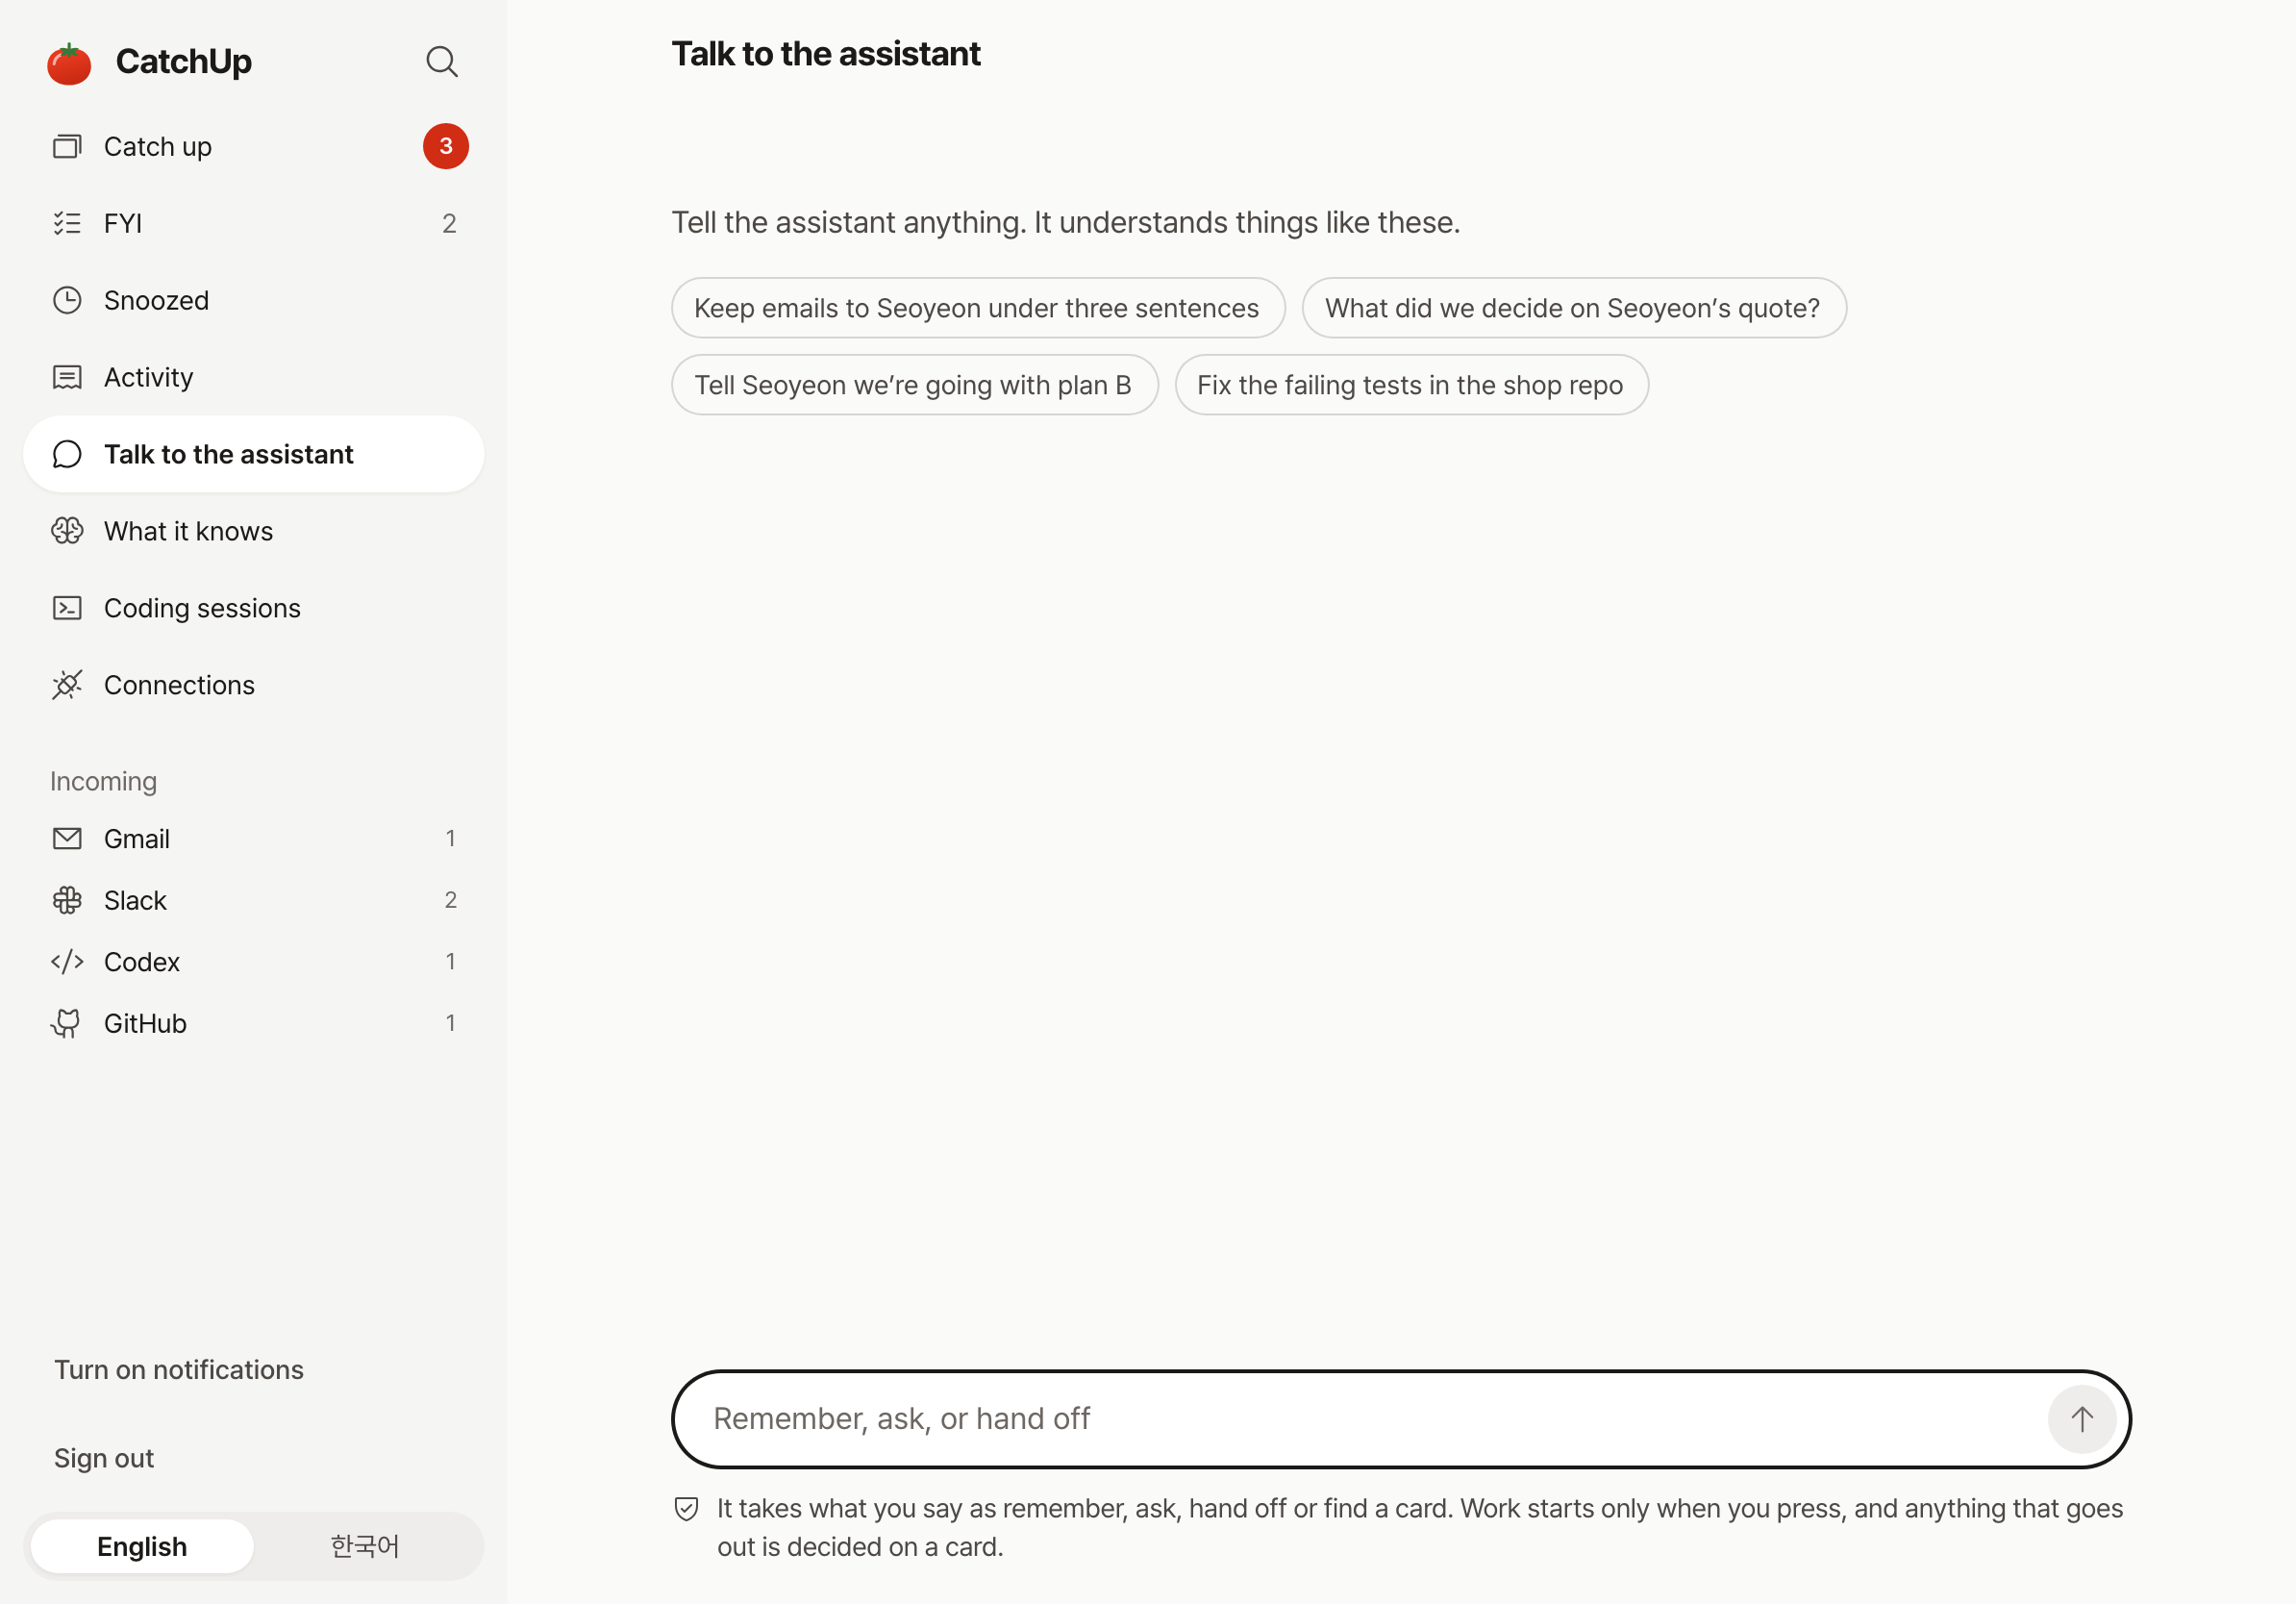 CatchUp
Catch up
3
FYI
2
Snoozed
Activity
Talk to the assistant
What it knows
Coding sessions
Connections
Incoming
Gmail
1
Slack
2
Codex
1
GitHub
1
Turn on notifications
Sign out
English
한국어
Talk to the assistant
Tell the assistant anything. It understands things like these.
Keep emails to Seoyeon under three sentences
What did we decide on Seoyeon’s quote?
Tell Seoyeon we’re going with plan B
Fix the failing tests in the shop repo
Remember, ask, or hand off
It takes what you say as remember, ask, hand off or find a card. Work starts only when you press, and anything that goes
out is decided on a card.